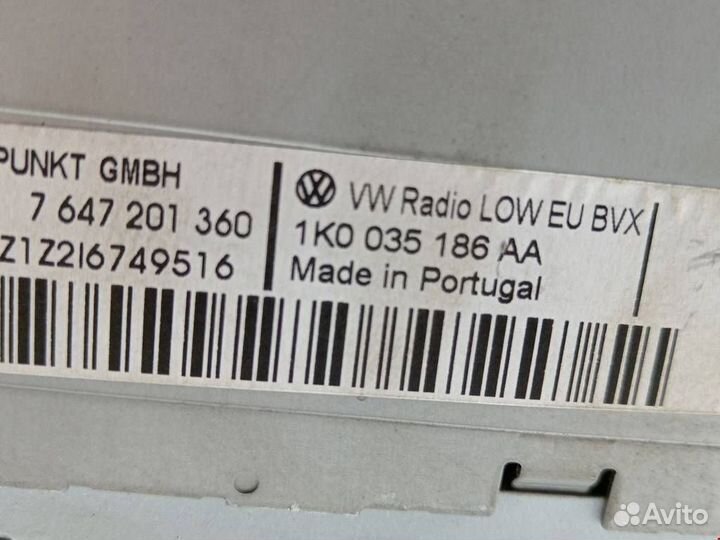 PUNKT GMBH
7 647 201 360
Z1Z2I6749516
VW Radio LOW EU BVX
1K0 035 186 AA
Made in Portugal
Avito